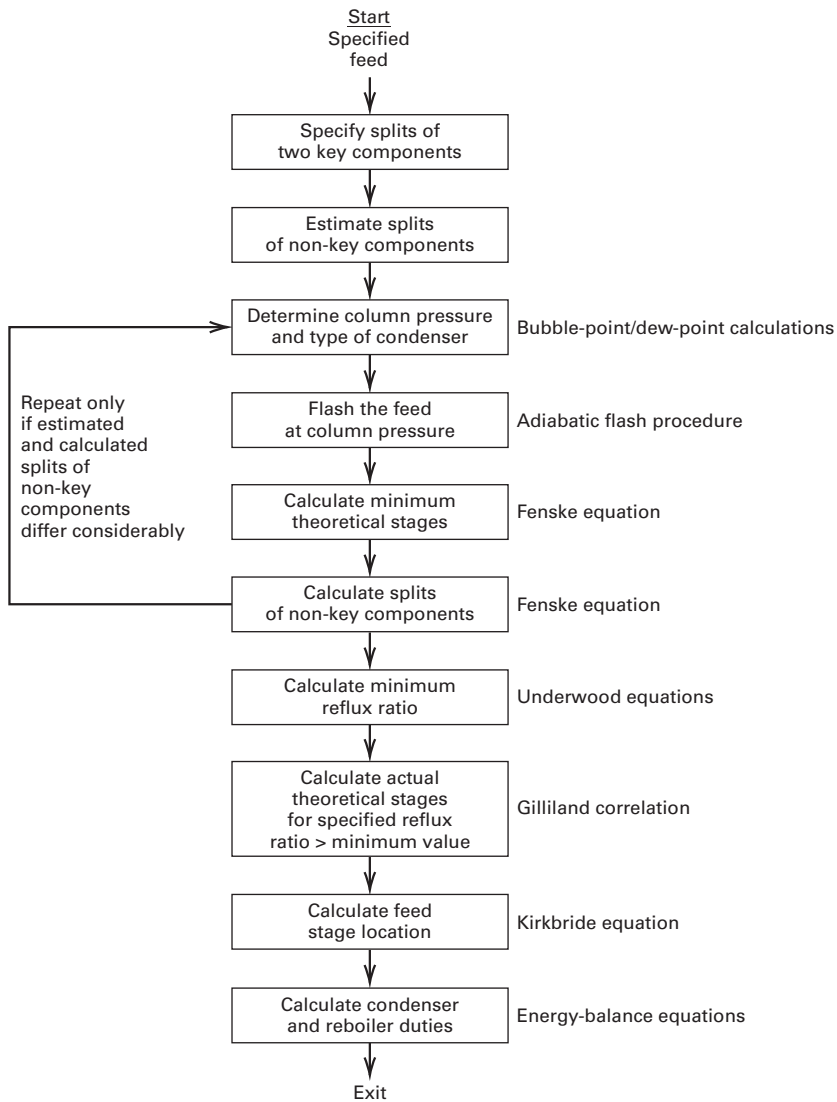 Start
Specified
feed
Specify splits of
two key components
Estimate splits
of non-key components
Determine column pressure
and type of condenser
Bubble-point/dew-point calculations
Repeat only
if estimated
and calculated
splits of
non-key
components
differ considerably
Flash the feed
at column pressure
Adiabatic flash procedure
Calculate minimum
theoretical stages
Fenske equation
Calculate splits
of non-key components
Fenske equation
Calculate minimum
reflux ratio
Underwood equations
Calculate actual
theoretical stages
for specified reflux
ratio > minimum value
Gilliland correlation
Calculate feed
stage location
Kirkbride equation
Calculate condenser
and reboiler duties
Energy-balance equations
Exit